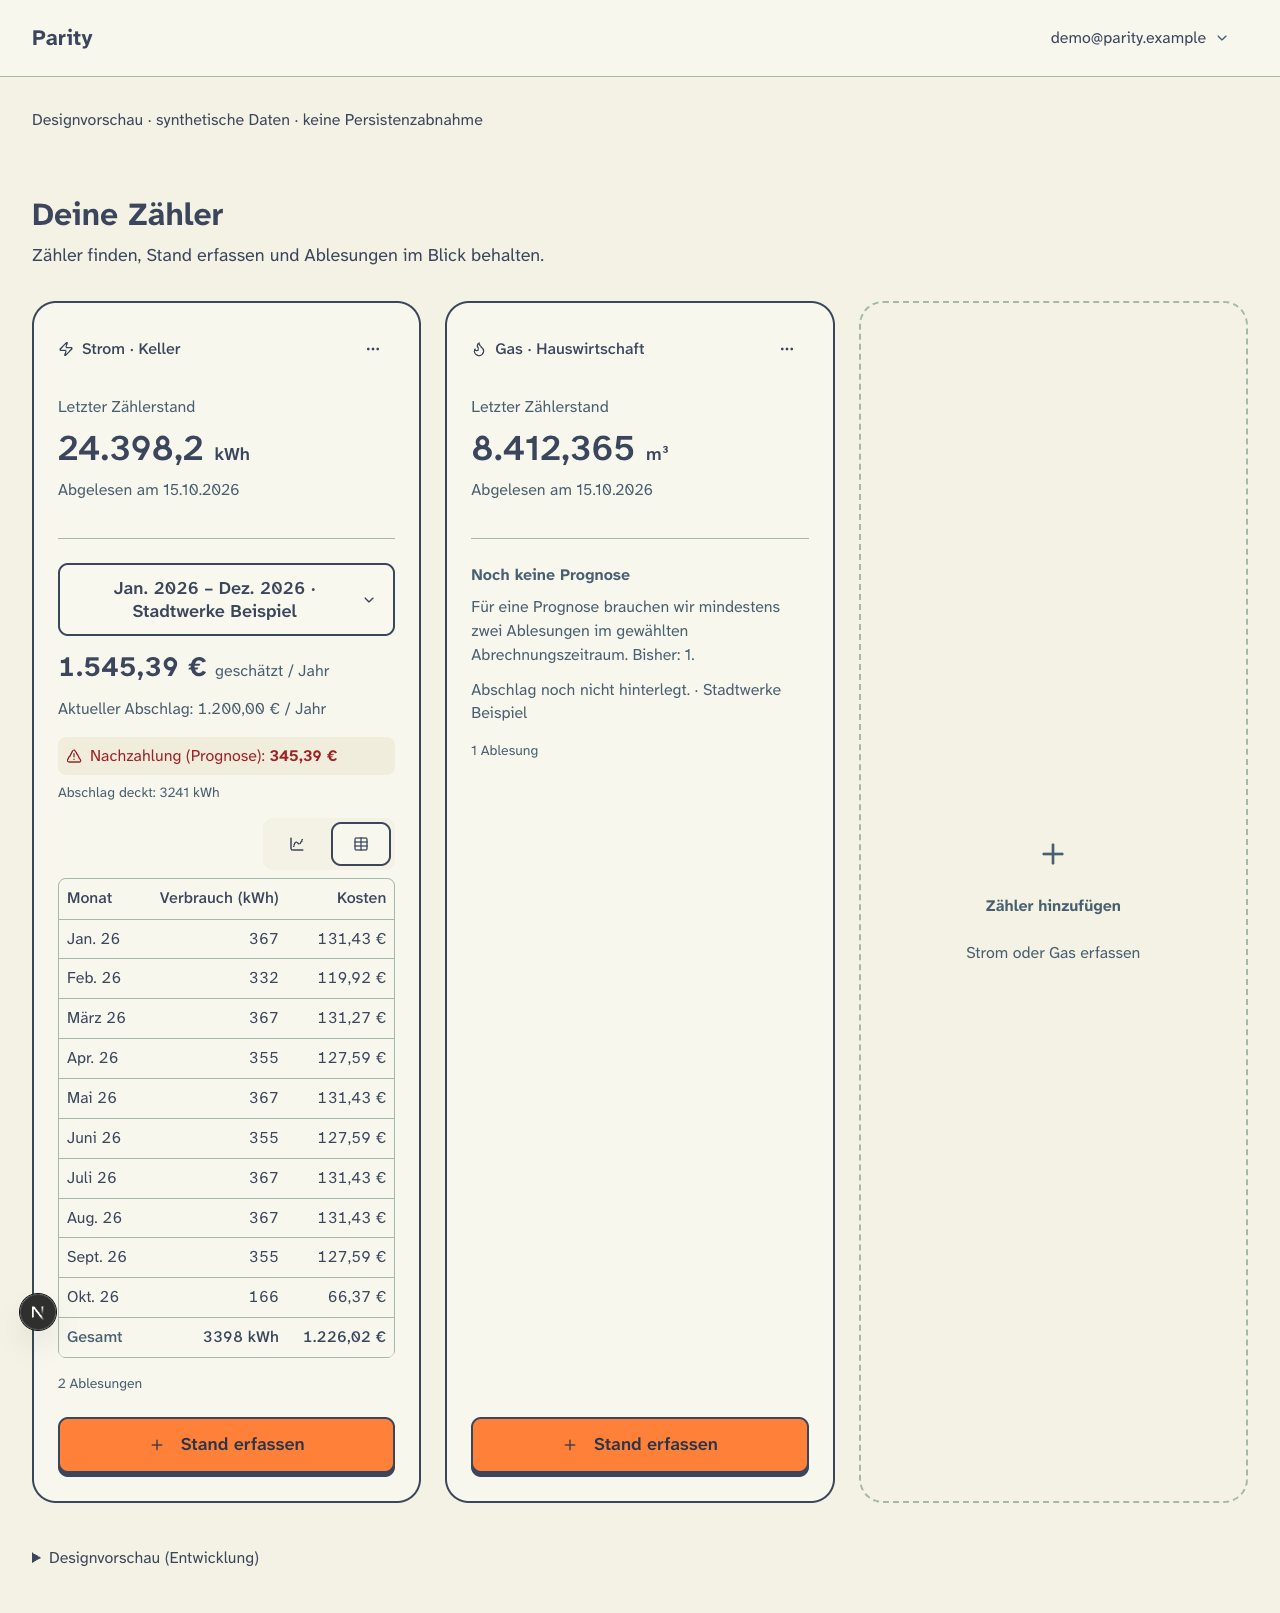 Parity
demo@parity.example
Designvorschau · synthetische Daten · keine Persistenzabnahme
Deine Zähler
Zähler finden, Stand erfassen und Ablesungen im Blick behalten.
Strom · Keller
Letzter Zählerstand
24.398,2 kWh
Abgelesen am 15.10.2026
Jan. 2026 – Dez. 2026 ·
Stadtwerke Beispiel
1.545,39 € geschätzt / Jahr
Aktueller Abschlag: 1.200,00 € / Jahr
Nachzahlung (Prognose): 345,39 €
Abschlag deckt: 3241 kWh
Monat Verbrauch (kWh) Kosten
Jan. 26 367 131,43 €
Feb. 26 332 119,92 €
März 26 367 131,27 €
Apr. 26 355 127,59 €
Mai 26 367 131,43 €
Juni 26 355 127,59 €
Juli 26 367 131,43 €
Aug. 26 367 131,43 €
Sept. 26 355 127,59 €
Okt. 26 166 66,37 €
Gesamt 3398 kWh 1.226,02 €
2 Ablesungen
Stand erfassen
Gas · Hauswirtschaft
Letzter Zählerstand
8.412,365 m³
Abgelesen am 15.10.2026
Noch keine Prognose
Für eine Prognose brauchen wir mindestens
zwei Ablesungen im gewählten
Abrechnungszeitraum. Bisher: 1.
Abschlag noch nicht hinterlegt. · Stadtwerke
Beispiel
1 Ablesung
Stand erfassen
Zähler hinzufügen
Strom oder Gas erfassen
N
Designvorschau (Entwicklung)